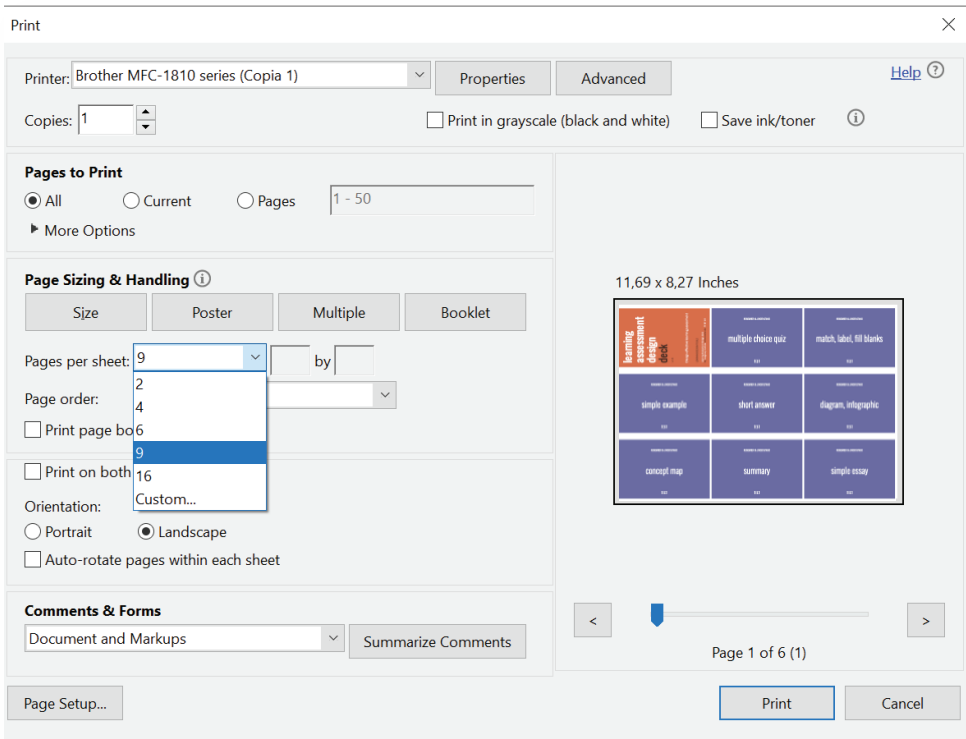 Print
Printer: Brother MFC-1810 series (Copia 1) Properties Advanced Help ?
Copies: 1 Print in grayscale (black and white) Save ink/toner i
Pages to Print
All Current Pages 1 - 50
More Options
Page Sizing & Handling i
Size Poster Multiple Booklet
Pages per sheet: 9 by
2
4
6
9
16
Custom...
Page order:
Print page bo
Print on both
Orientation:
Portrait Landscape
Auto-rotate pages within each sheet
Comments & Forms
Document and Markups Summarize Comments
11,69 x 8,27 Inches
learning
assessment
design
deck
multiple choice quiz
match, label, fill blanks
simple example
short answer
diagram, infographic
concept map
summary
simple essay
< >
Page 1 of 6 (1)
Page Setup... Print Cancel